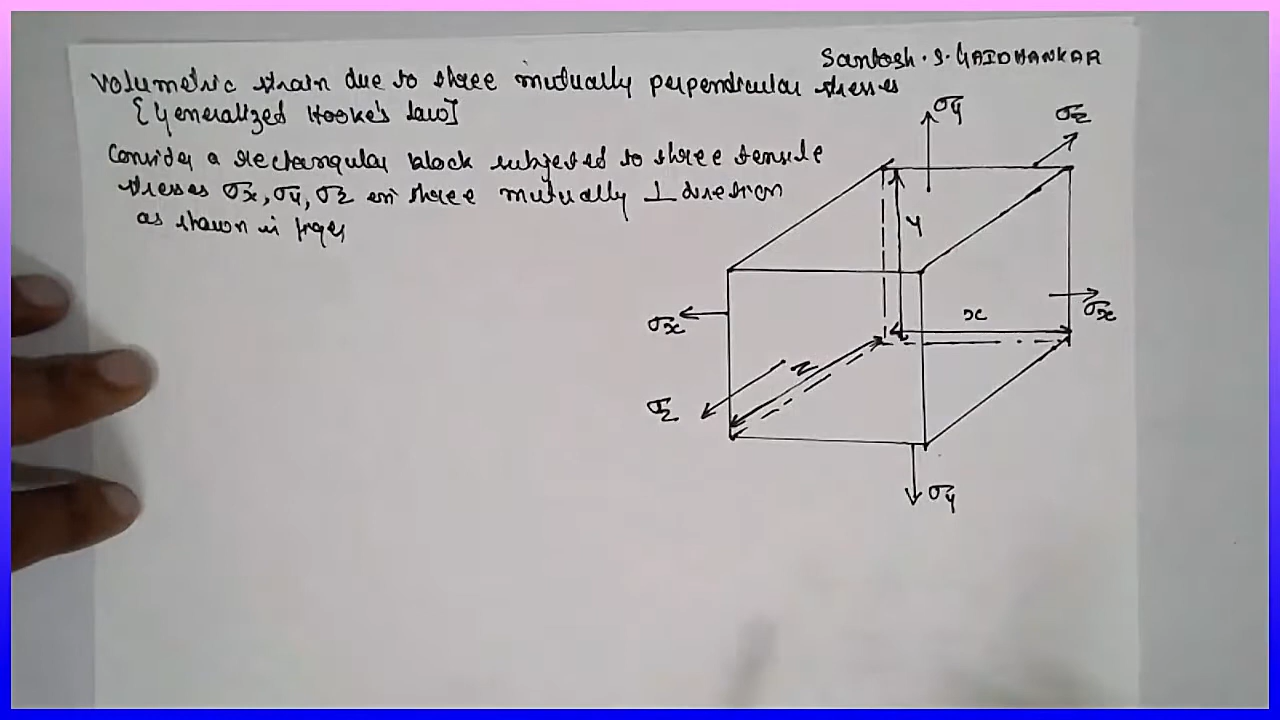 Santosh.S.GAIDHANKAR
Volumetric strain due to three mutually perpendicular stresses
[Generalized Hooke's law]
Consider a rectangular block subjected to three tensile
stresses σx, σy, σz in three mutually ⊥ direction
as shown in
σy
σz
y
x
σx
σx
z
σz
σy